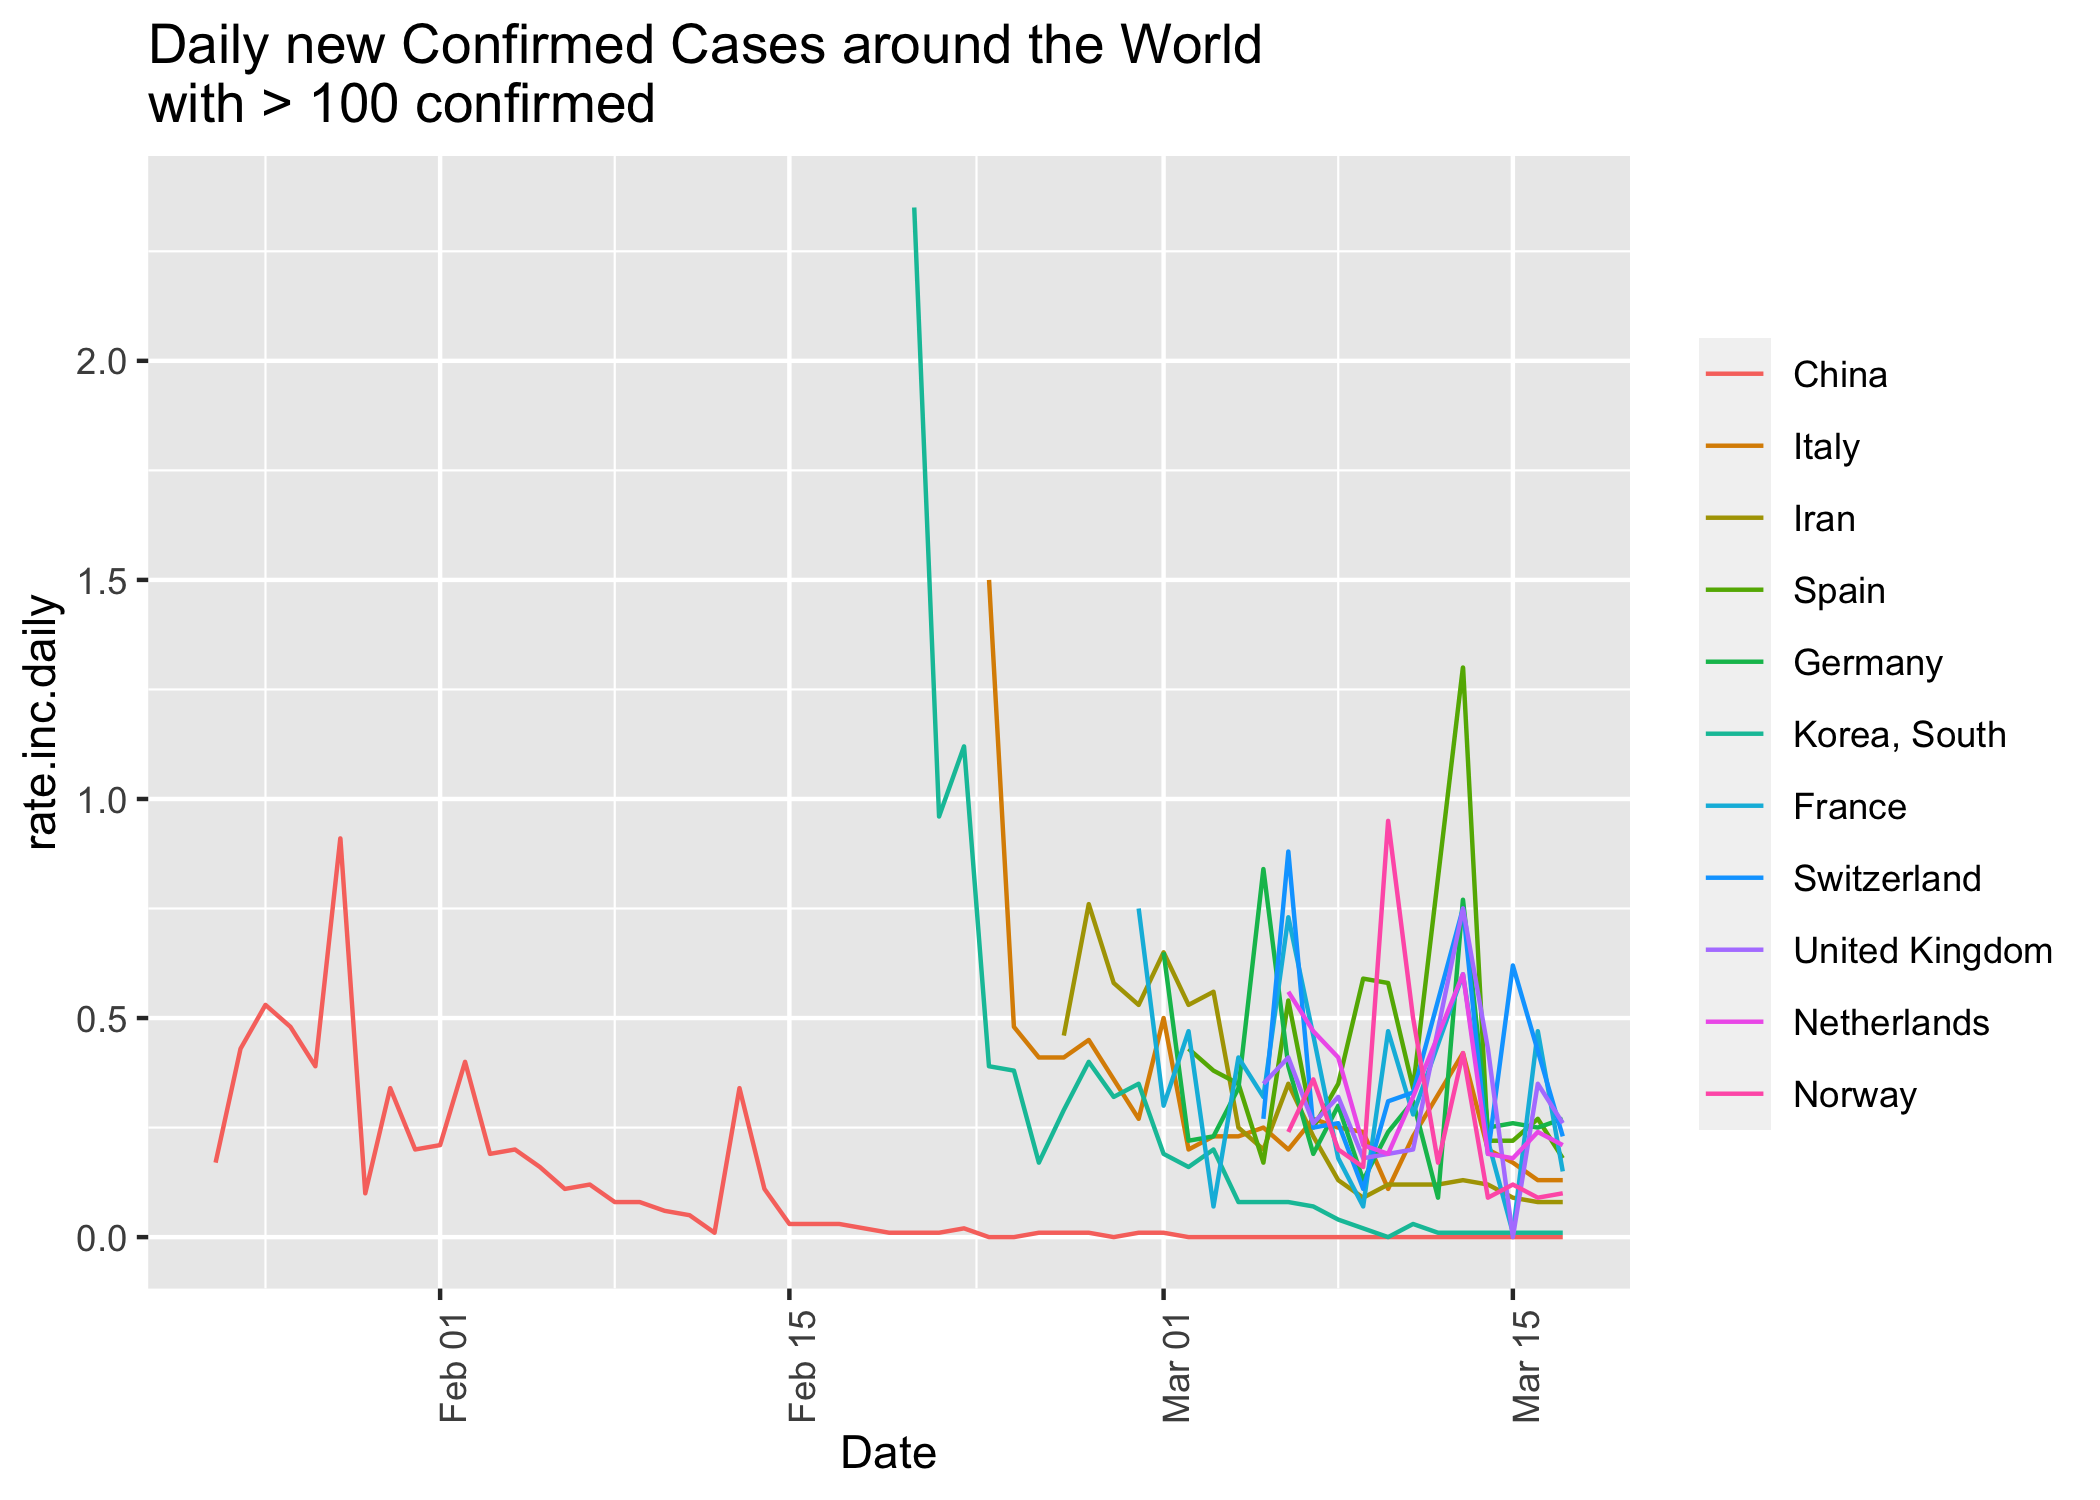 Daily new Confirmed Cases around the World
with > 100 confirmed
rate.inc.daily
2.0
1.5
1.0
0.5
0.0
Feb 01
Feb 15
Mar 01
Mar 15
Date
China
Italy
Iran
Spain
Germany
Korea, South
France
Switzerland
United Kingdom
Netherlands
Norway